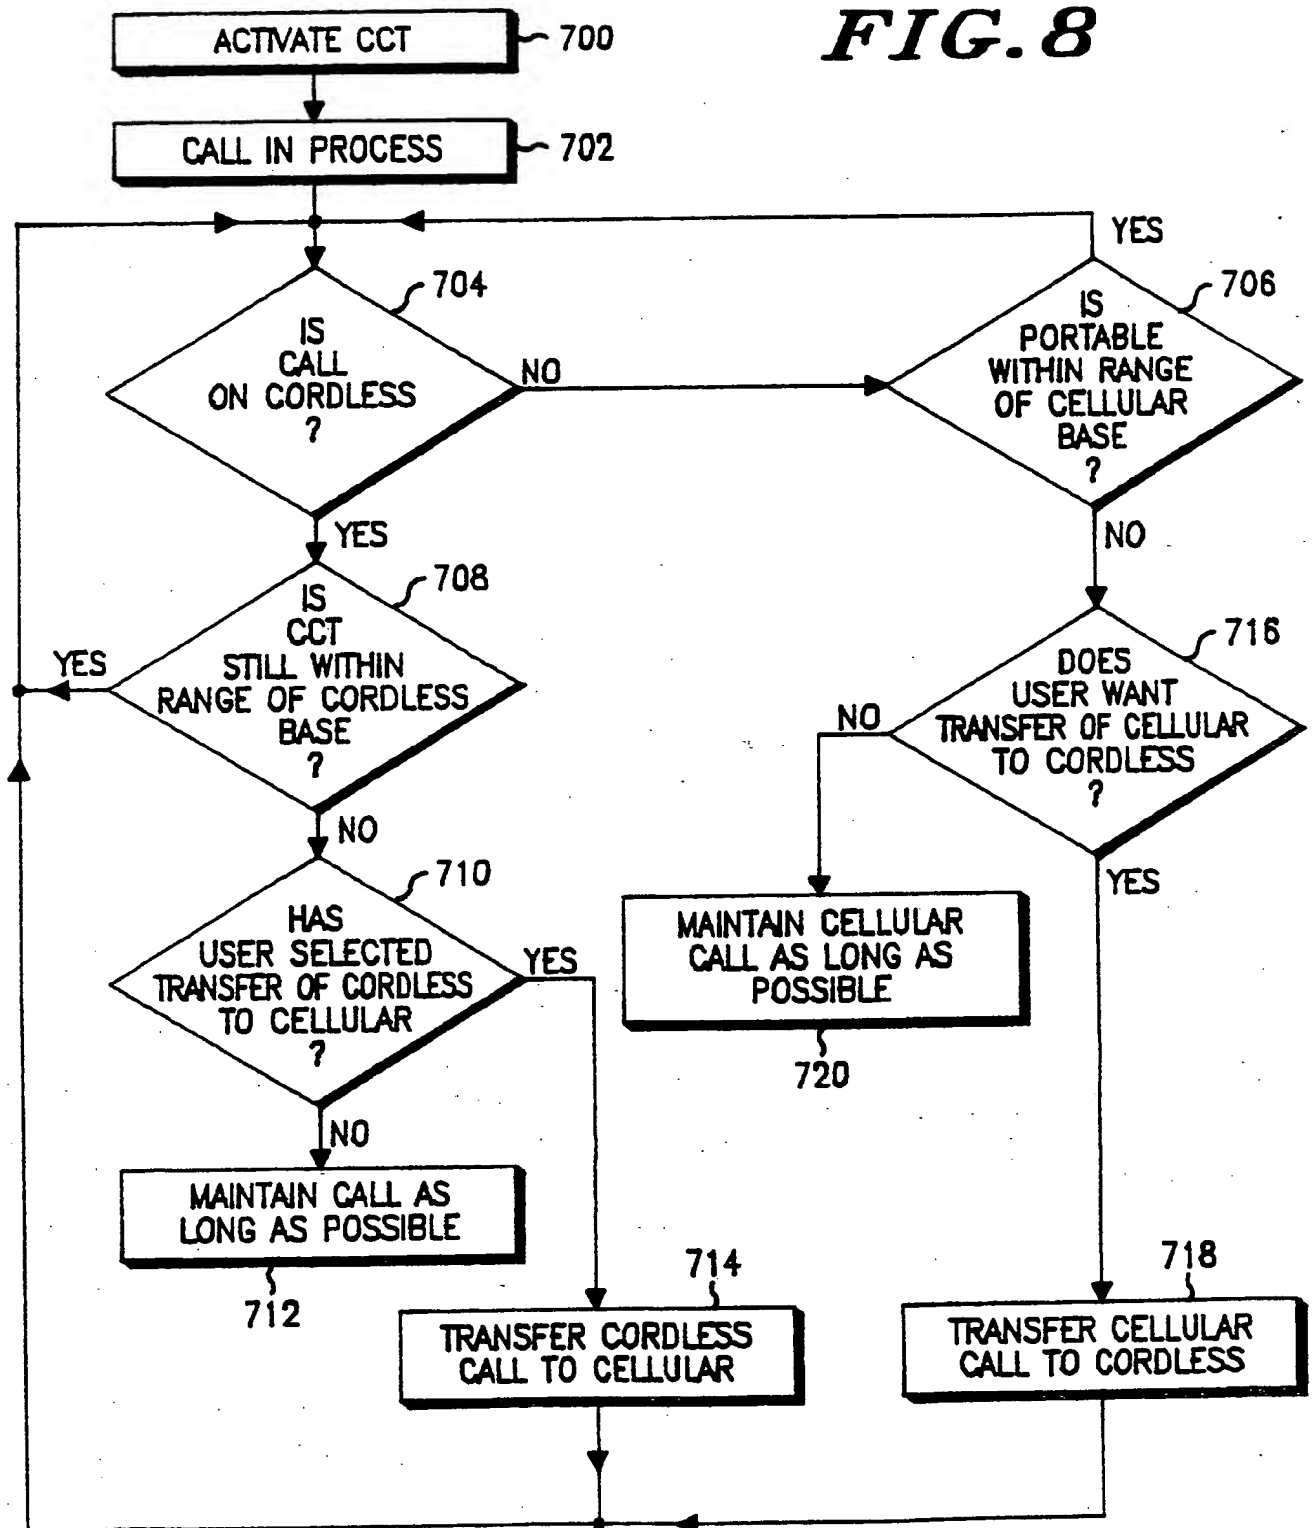 FIG. 8
ACTIVATE CCT
700
CALL IN PROCESS
702
YES
704
IS
CALL
ON CORDLESS
?
NO
706
IS
PORTABLE
WITHIN RANGE
OF CELLULAR
BASE
?
YES
NO
708
IS
CCT
STILL WITHIN
RANGE OF CORDLESS
BASE
?
YES
716
DOES
USER WANT
TRANSFER OF CELLULAR
TO CORDLESS
?
NO
NO
710
HAS
USER SELECTED
TRANSFER OF CORDLESS
TO CELLULAR
?
YES
YES
MAINTAIN CELLULAR
CALL AS LONG AS
POSSIBLE
720
NO
MAINTAIN CALL AS
LONG AS POSSIBLE
712
714
TRANSFER CORDLESS
CALL TO CELLULAR
718
TRANSFER CELLULAR
CALL TO CORDLESS